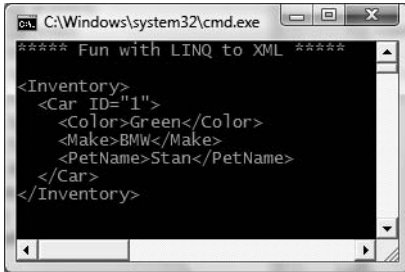 C:\Windows\system32\cmd.exe
***** Fun with LINQ to XML *****
<Inventory>
  <Car ID="1">
    <Color>Green</Color>
    <Make>BMW</Make>
    <PetName>Stan</PetName>
  </Car>
</Inventory>